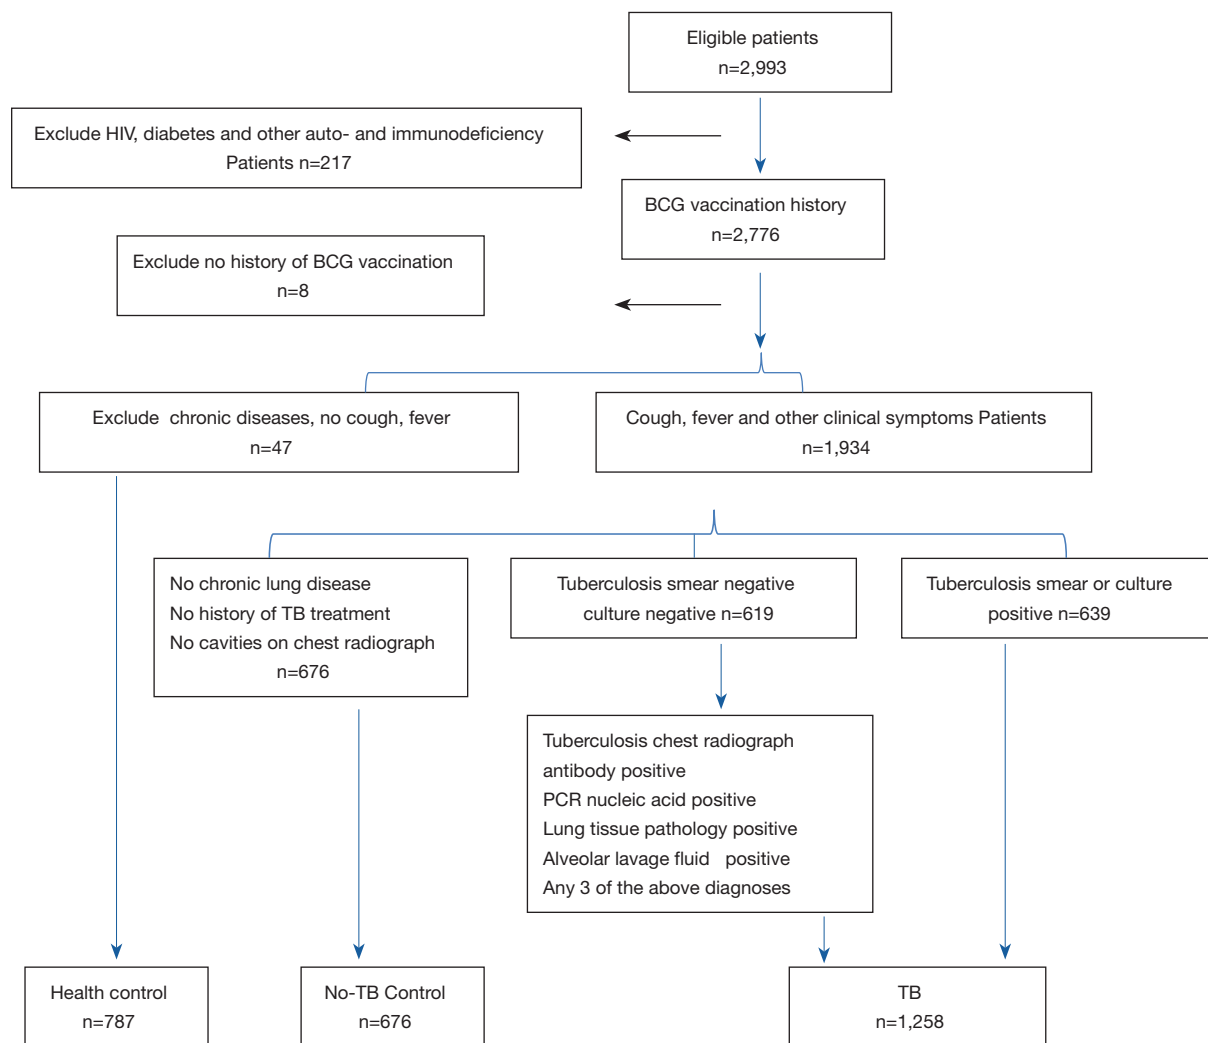 Eligible patients
n=2,993
Exclude HIV, diabetes and other auto- and immunodeficiency
Patients n=217
BCG vaccination history
n=2,776
Exclude no history of BCG vaccination
n=8
Exclude chronic diseases, no cough, fever
n=47
Cough, fever and other clinical symptoms Patients
n=1,934
No chronic lung disease
No history of TB treatment
No cavities on chest radiograph
n=676
Tuberculosis smear negative
culture negative n=619
Tuberculosis smear or culture
positive n=639
Tuberculosis chest radiograph
antibody positive
PCR nucleic acid positive
Lung tissue pathology positive
Alveolar lavage fluid positive
Any 3 of the above diagnoses
Health control
n=787
No-TB Control
n=676
TB
n=1,258